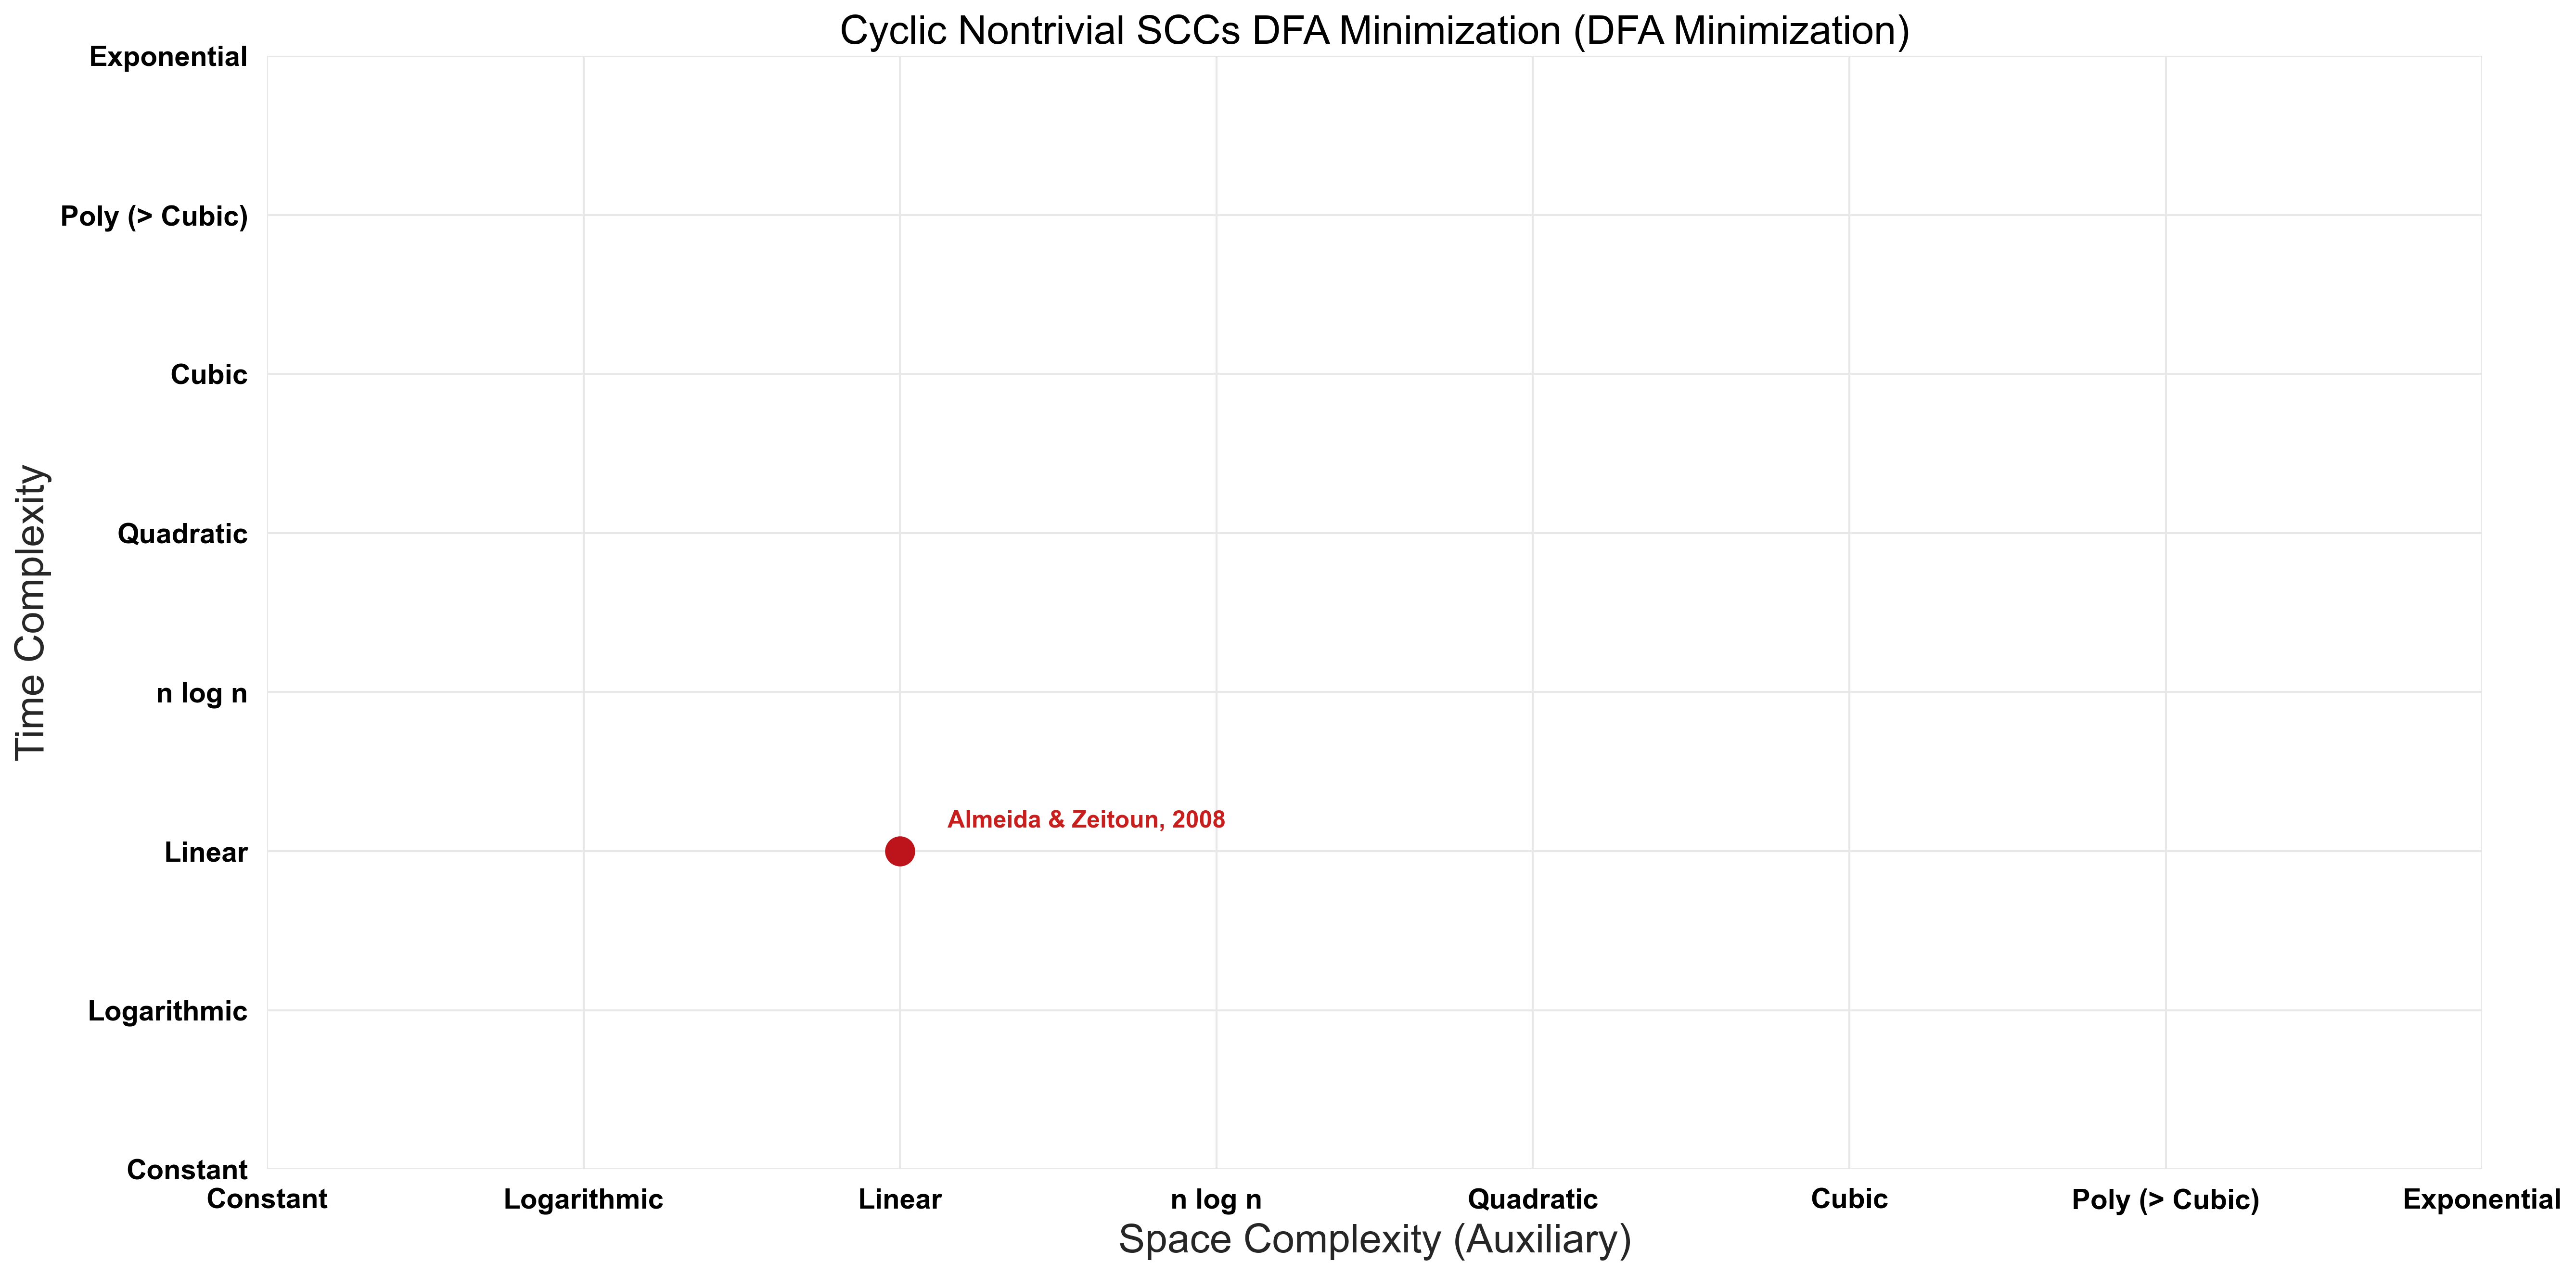 Cyclic Nontrivial SCCs DFA Minimization (DFA Minimization)
Exponential
Poly (> Cubic)
Cubic
Quadratic
n log n
Linear
Logarithmic
Constant
Time Complexity
Almeida & Zeitoun, 2008
Constant
Logarithmic
Linear
n log n
Quadratic
Cubic
Poly (> Cubic)
Exponential
Space Complexity (Auxiliary)